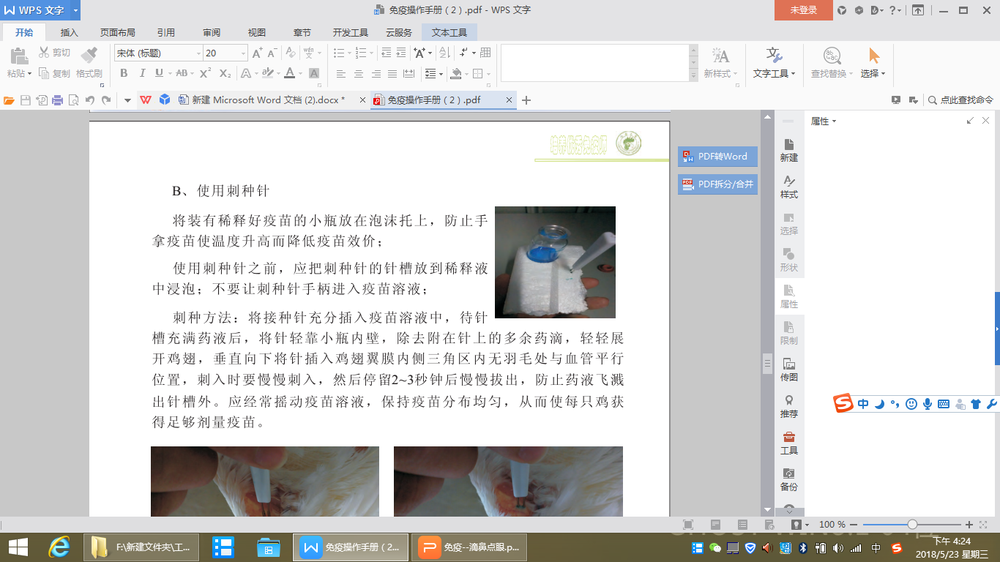 WPS 文字
免疫操作手册（2）.pdf - WPS 文字
未登录
开始 插入 页面布局 引用 审阅 视图 章节 开发工具 云服务 文本工具
粘贴 剪切 复制 格式刷
宋体 (标题) 20
新样式 文字工具 查找替换 选择
新建 Microsoft Word 文档 (2).docx *
免疫操作手册（2）.pdf
点此查找命令
PDF转Word
PDF拆分/合并
B、使用刺种针
将装有稀释好疫苗的小瓶放在泡沫托上，防止手
拿疫苗使温度升高而降低疫苗效价；
使用刺种针之前，应把刺种针的针槽放到稀释液
中浸泡；不要让刺种针手柄进入疫苗溶液；
刺种方法：将接种针充分插入疫苗溶液中，待针
槽充满药液后，将针轻靠小瓶内壁，除去附在针上的多余药滴，轻轻展
开鸡翅，垂直向下将针插入鸡翅翼膜内侧三角区内无羽毛处与血管平行
位置，刺入时要慢慢刺入，然后停留2~3秒钟后慢慢拔出，防止药液飞溅
出针槽外。应经常摇动疫苗溶液，保持疫苗分布均匀，从而使每只鸡获
得足够剂量疫苗。
属性
新建
样式
选择
形状
属性
限制
传图
推荐
工具
备份
中
100 %
F:\新建文件夹\工...
免疫操作手册（2...
免疫--滴鼻点眼.p...
中
下午 4:24
2018/5/23 星期三